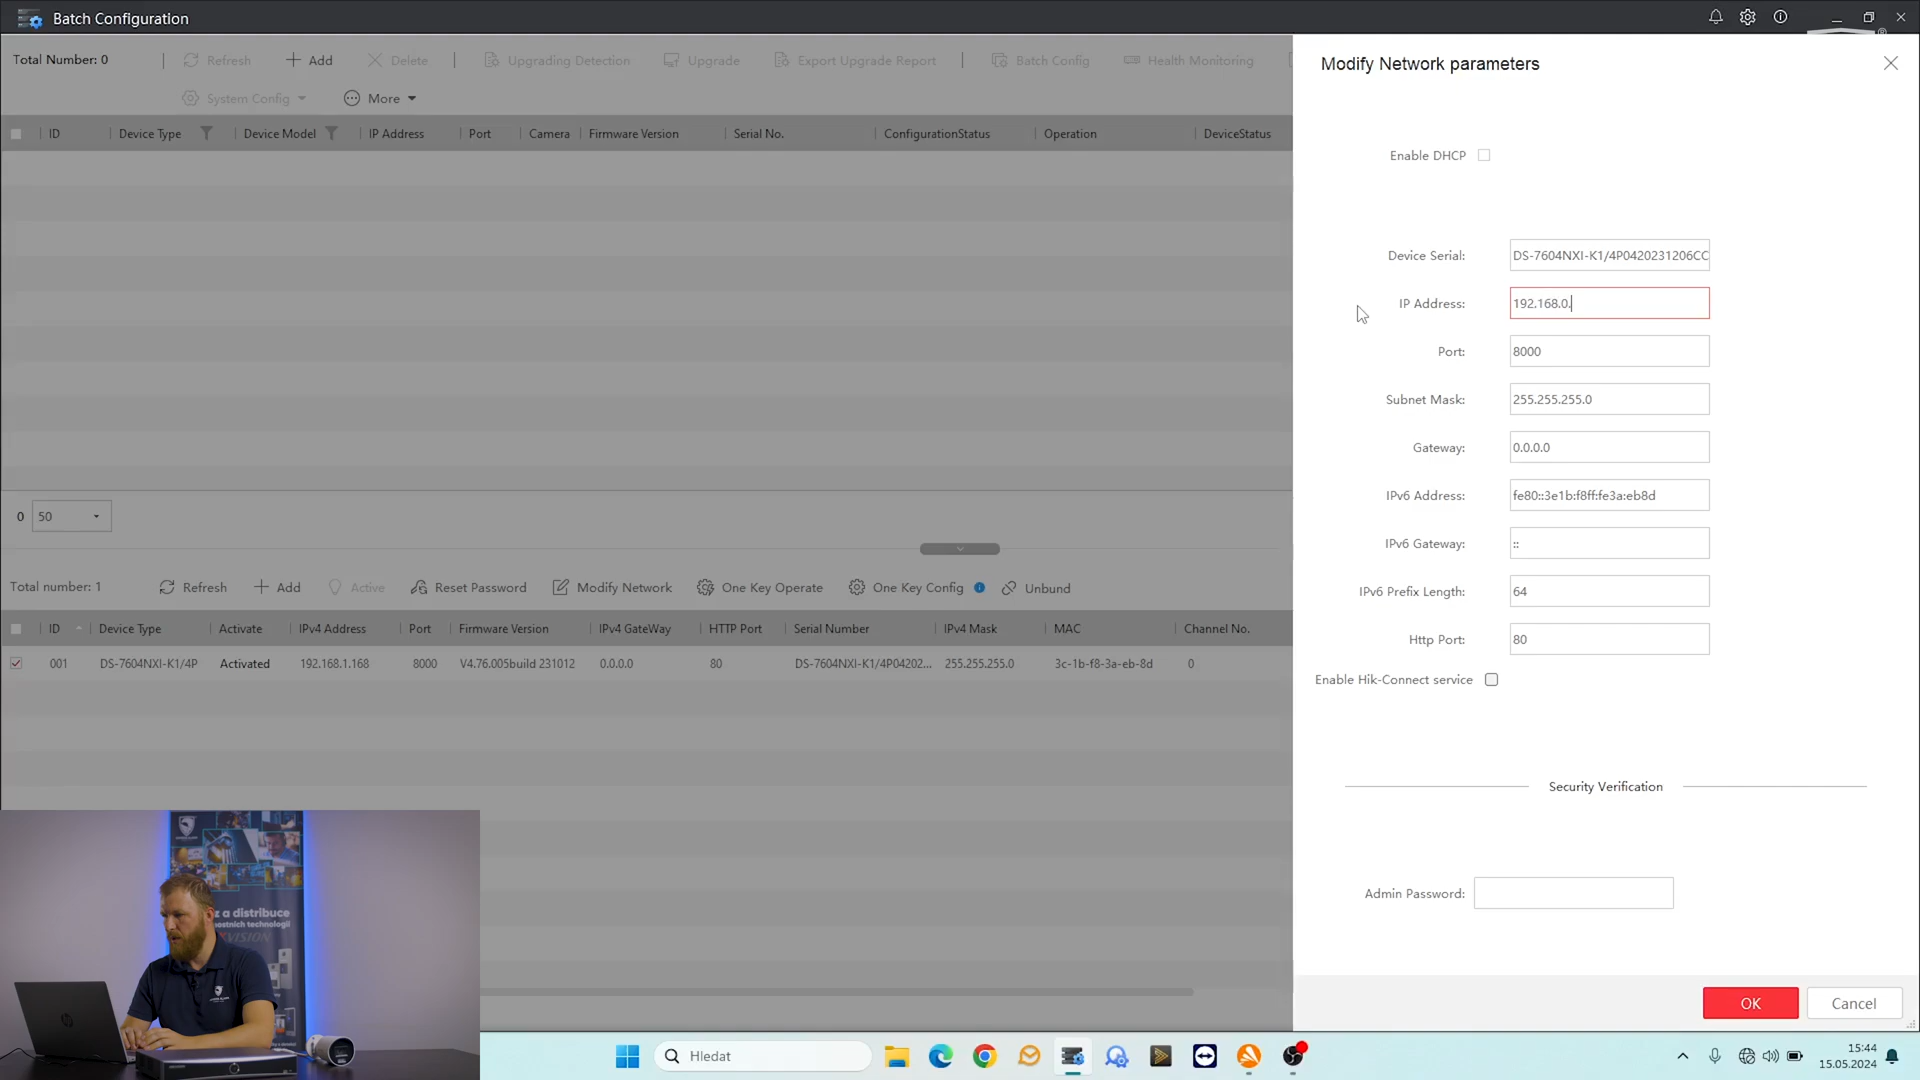 Batch Configuration
Total Number: 0
Refresh
Add
Delete
Upgrading Detection
Upgrade
Export Upgrade Report
Batch Config
Health Monitoring
System Config
More
ID
Device Type
Device Model
IP Address
Port
Camera
Firmware Version
Serial No.
ConfigurationStatus
Operation
DeviceStatus
0
50
Total number: 1
Refresh
Add
Active
Reset Password
Modify Network
One Key Operate
One Key Config
Unbund
ID
Device Type
Activate
IPv4 Address
Port
Firmware Version
IPv4 GateWay
HTTP Port
Serial Number
IPv4 Mask
MAC
Channel No.
001
DS-7604NXI-K1/4P
Activated
192.168.1.168
8000
V4.76.005build 231012
0.0.0.0
80
DS-7604NXI-K1/4P04202...
255.255.255.0
3c-1b-f8-3a-eb-8d
0
Modify Network parameters
Enable DHCP
Device Serial:
DS-7604NXI-K1/4P0420231206CC
IP Address:
192.168.0.
Port:
8000
Subnet Mask:
255.255.255.0
Gateway:
0.0.0.0
IPv6 Address:
fe80::3e1b:f8ff:fe3a:eb8d
IPv6 Gateway:
::
IPv6 Prefix Length:
64
Http Port:
80
Enable Hik-Connect service
Security Verification
Admin Password:
OK
Cancel
z a distribuce
Hledat
15:44
15.05.2024